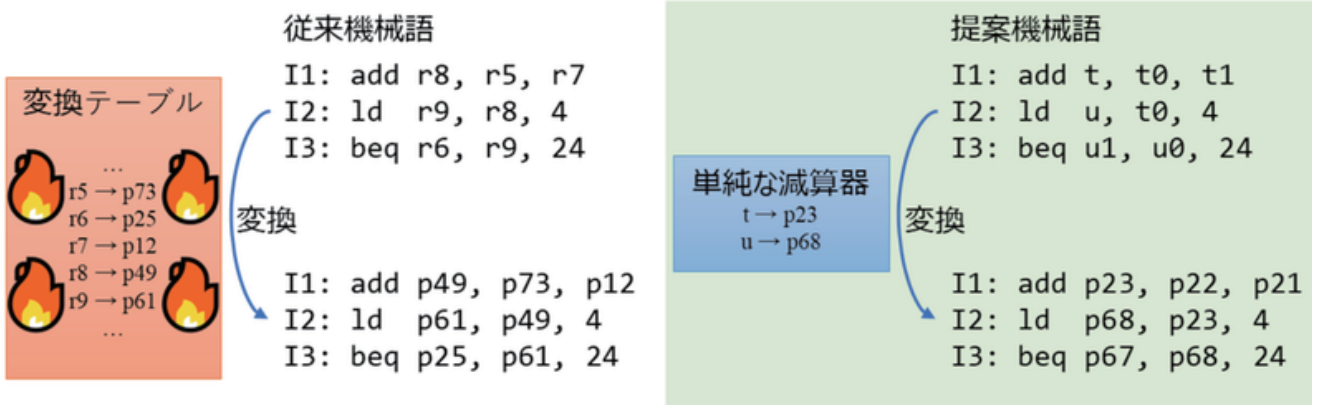 変換テーブル
…
r5 → p73
r6 → p25
r7 → p12
r8 → p49
r9 → p61
…
従来機械語
I1: add r8, r5, r7
I2: ld r9, r8, 4
I3: beq r6, r9, 24
変換
I1: add p49, p73, p12
I2: ld p61, p49, 4
I3: beq p25, p61, 24
単純な減算器
t → p23
u → p68
提案機械語
I1: add t, t0, t1
I2: ld u, t0, 4
I3: beq u1, u0, 24
変換
I1: add p23, p22, p21
I2: ld p68, p23, 4
I3: beq p67, p68, 24